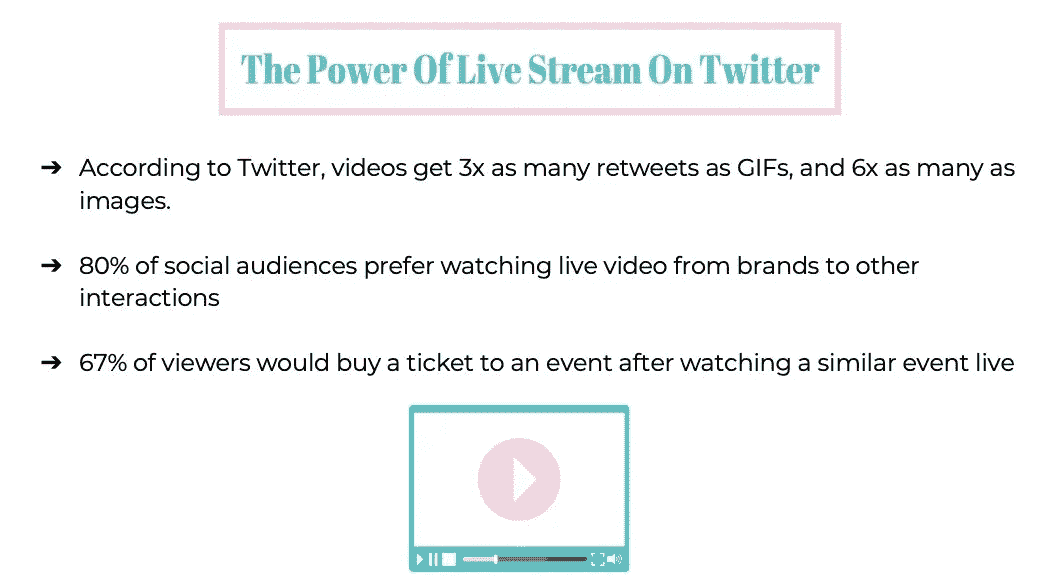 The Power Of Live Stream On Twitter
➔ According to Twitter, videos get 3x as many retweets as GIFs, and 6x as many as
images.
➔ 80% of social audiences prefer watching live video from brands to other
interactions
➔ 67% of viewers would buy a ticket to an event after watching a similar event live